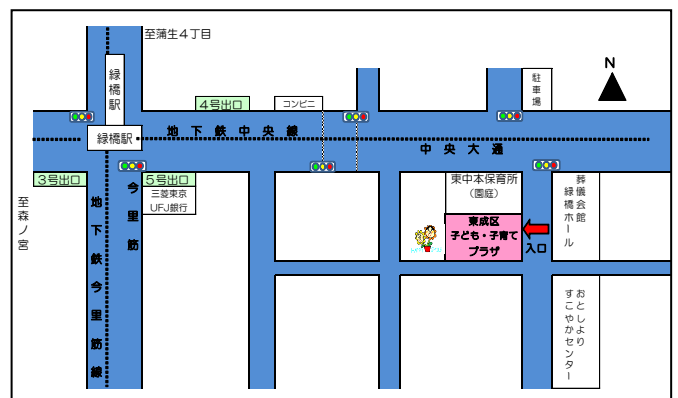 至蒲生4丁目
N
緑橋駅
駐車場
4号出口
コンビニ
緑橋駅
地下鉄中央線
中央大通
3号出口
5号出口
三菱東京
UFJ銀行
今里筋
東中本保育所
(園庭)
葬儀会館
緑橋ホール
至森ノ宮
地下鉄今里筋線
東成区
子ども・子育て
プラザ
入口
おとしより
すこやかセンター